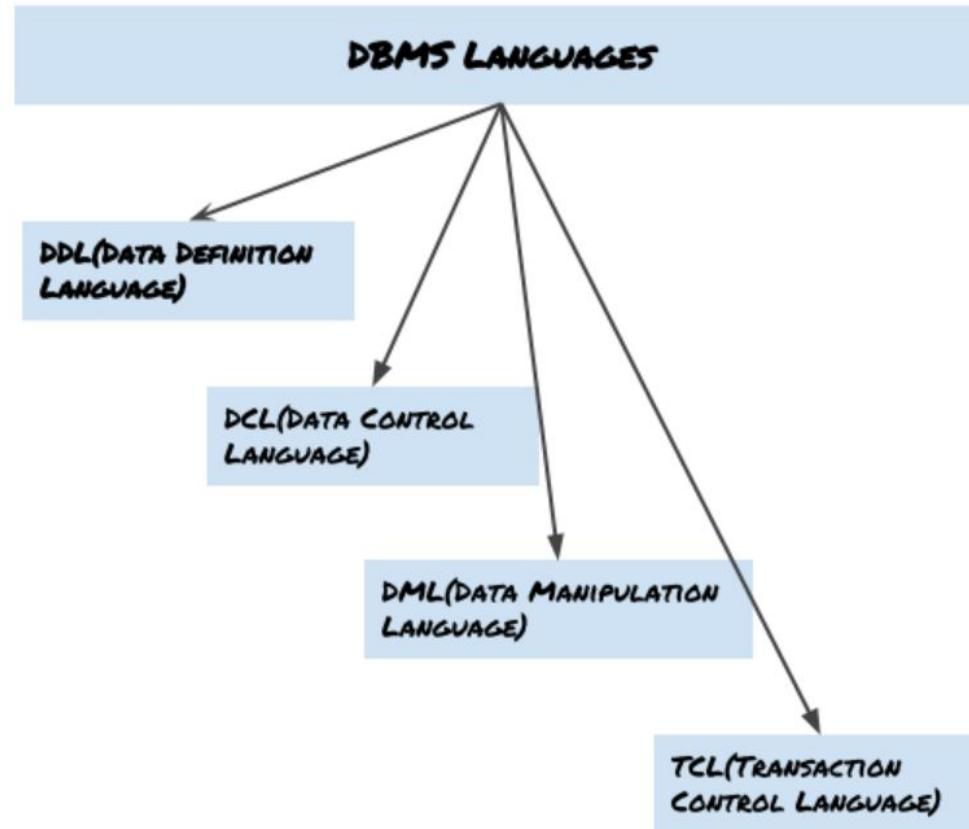 DBMS Languages
DDL(Data Definition
Language)
DCL(Data Control
Language)
DML(Data Manipulation
Language)
TCL(Transaction
Control Language)